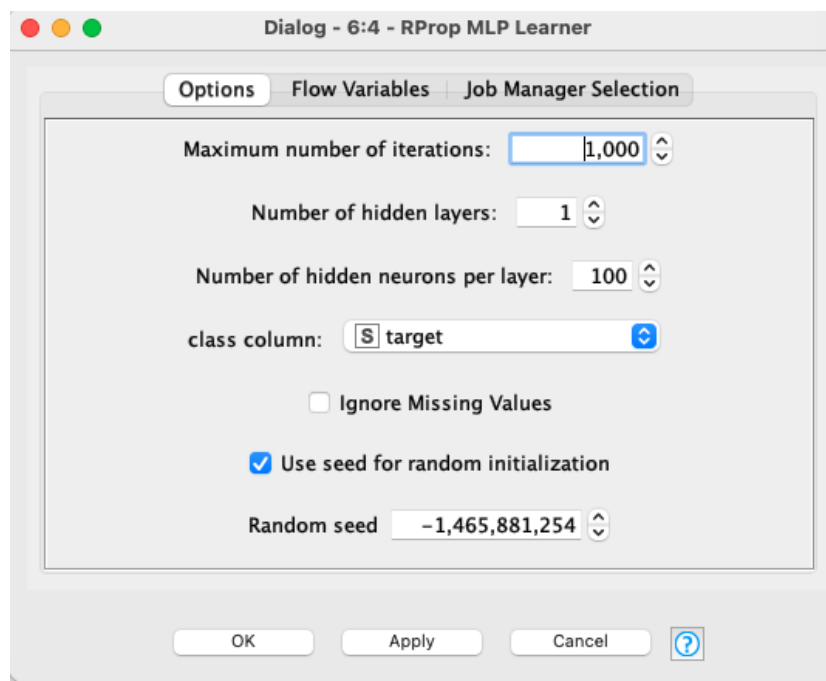 Dialog - 6:4 - RProp MLP Learner
Options Flow Variables Job Manager Selection
Maximum number of iterations: 1,000
Number of hidden layers: 1
Number of hidden neurons per layer: 100
class column: S target
Ignore Missing Values
Use seed for random initialization
Random seed -1,465,881,254
OK Apply Cancel ?